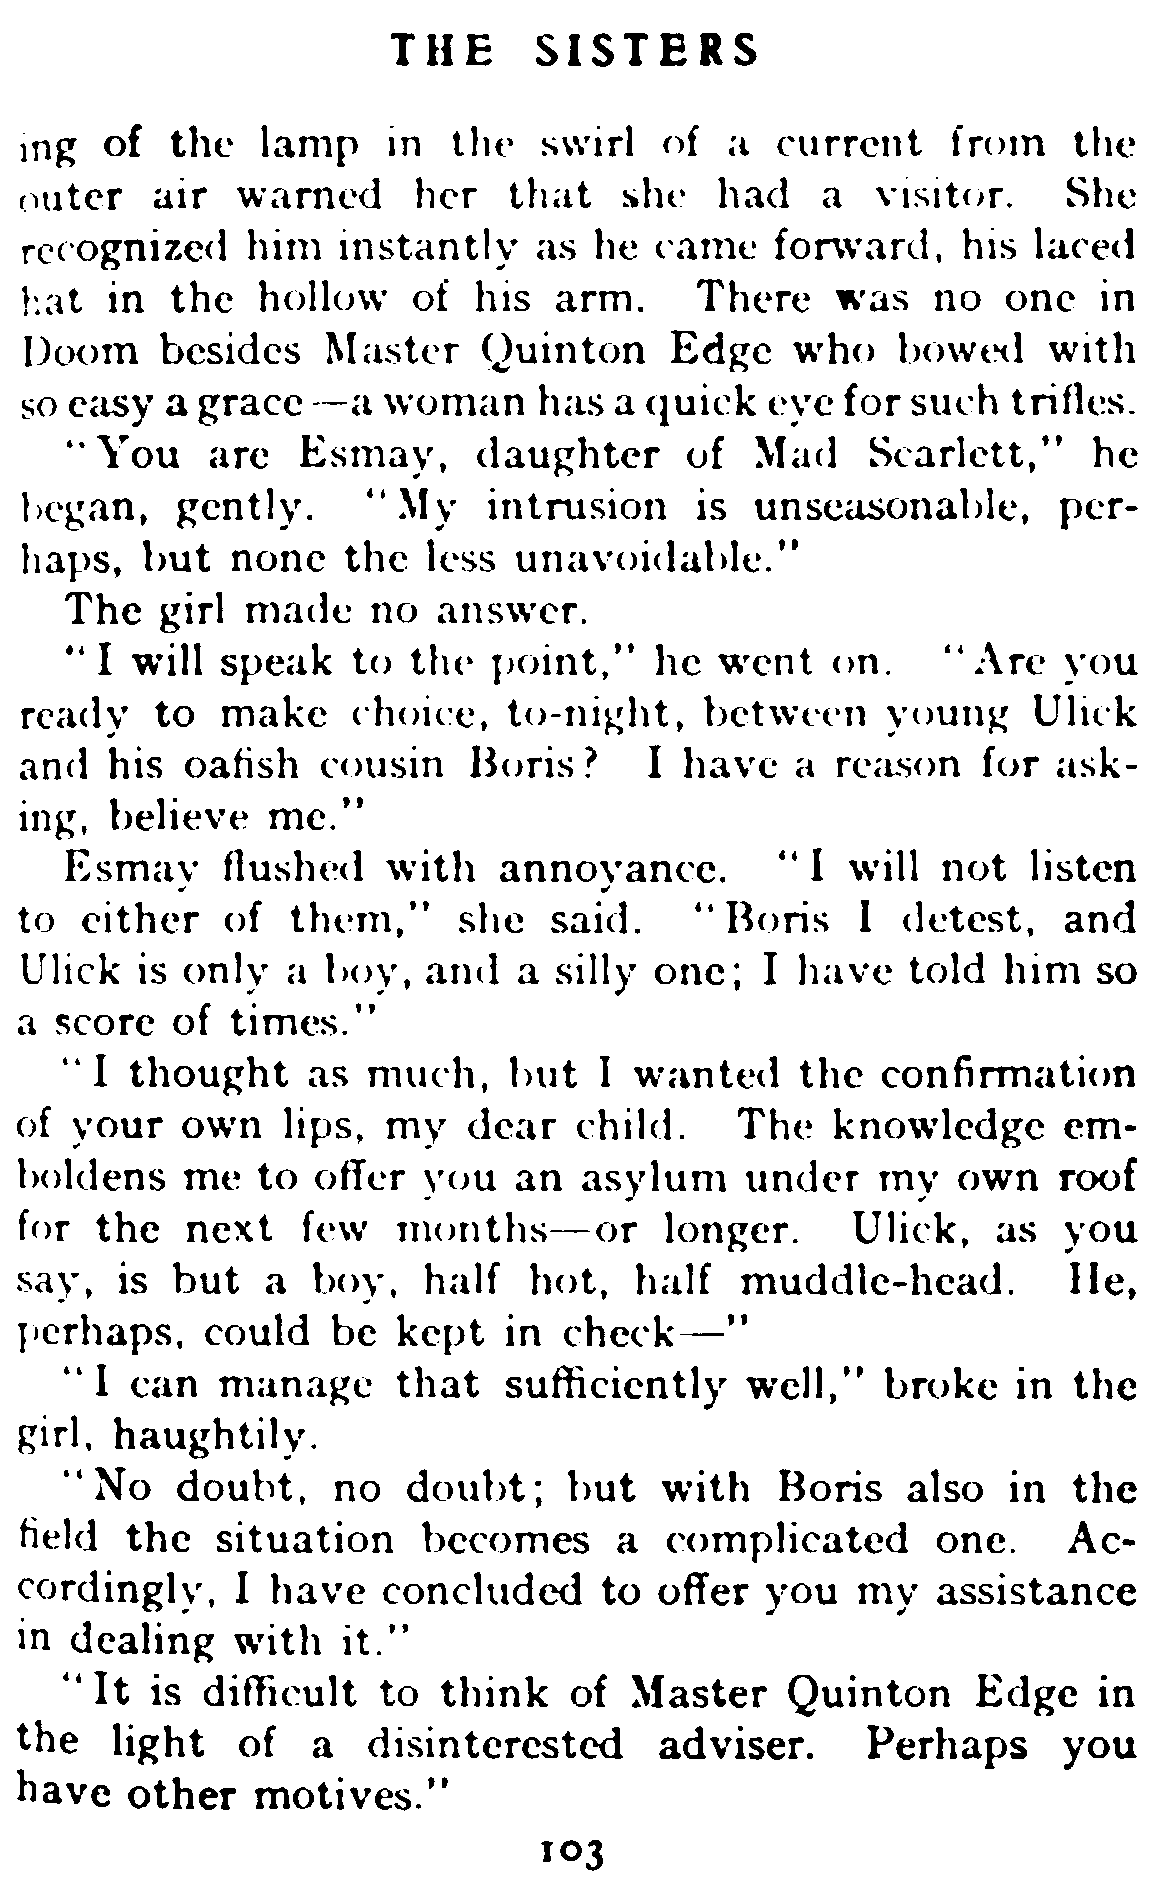 THE SISTERS
ing of the lamp in the swirl of a current from the
outer air warned her that she had a visitor. She
recognized him instantly as he came forward, his laced
hat in the hollow of his arm. There was no one in
Doom besides Master Quinton Edge who bowed with
so easy a grace—a woman has a quick eye for such trifles.
"You are Esmay, daughter of Mad Scarlett," he
began, gently. "My intrusion is unseasonable, per-
haps, but none the less unavoidable."
The girl made no answer.
"I will speak to the point," he went on. "Are you
ready to make choice, to-night, between young Ulick
and his oafish cousin Boris? I have a reason for ask-
ing, believe me."
Esmay flushed with annoyance. "I will not listen
to either of them," she said. "Boris I detest, and
Ulick is only a boy, and a silly one; I have told him so
a score of times."
"I thought as much, but I wanted the confirmation
of your own lips, my dear child. The knowledge em-
boldens me to offer you an asylum under my own roof
for the next few months—or longer. Ulick, as you
say, is but a boy, half hot, half muddle-head. He,
perhaps, could be kept in check—"
"I can manage that sufficiently well," broke in the
girl, haughtily.
"No doubt, no doubt; but with Boris also in the
field the situation becomes a complicated one. Ac-
cordingly, I have concluded to offer you my assistance
in dealing with it."
"It is difficult to think of Master Quinton Edge in
the light of a disinterested adviser. Perhaps you
have other motives."
103